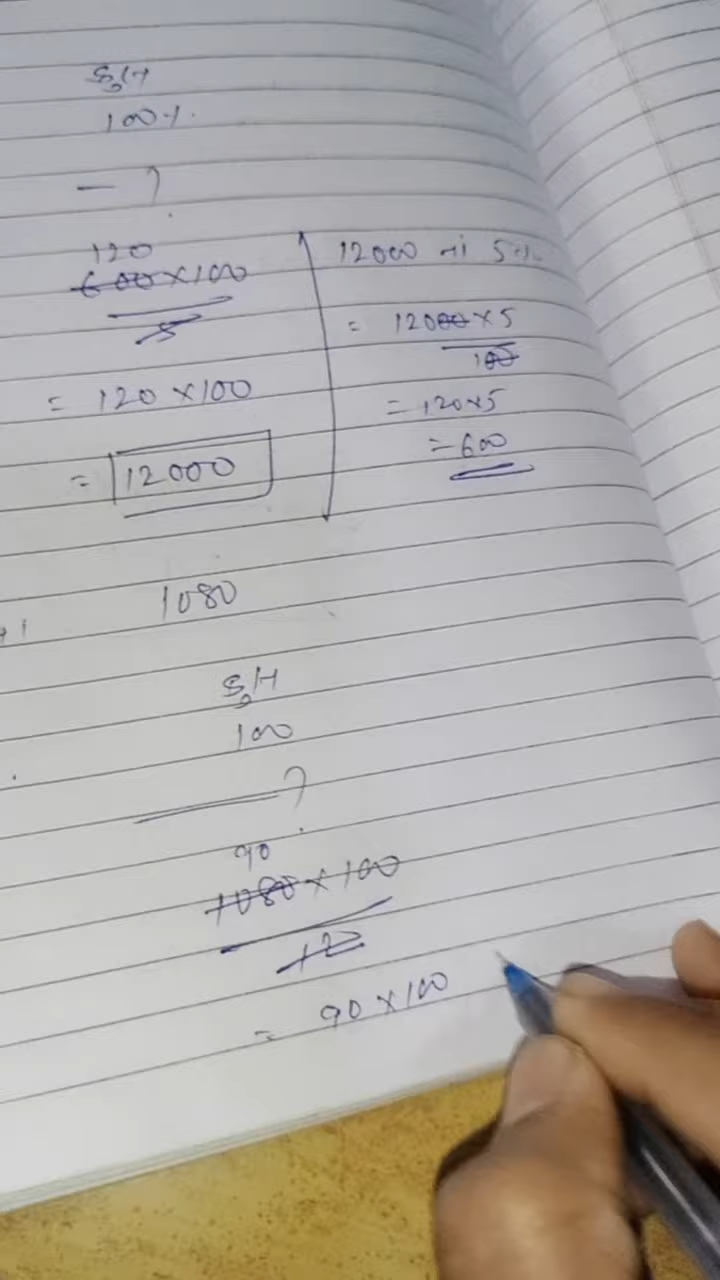 કુલ
100%
— ?
120
600 × 100
5
= 120 × 100
= 12000
12000 ના 5%
= 12000 × 5
100
= 120 × 5
= 600
1080
કુલ
100
— ?
90
1080 × 100
12
= 90 × 100